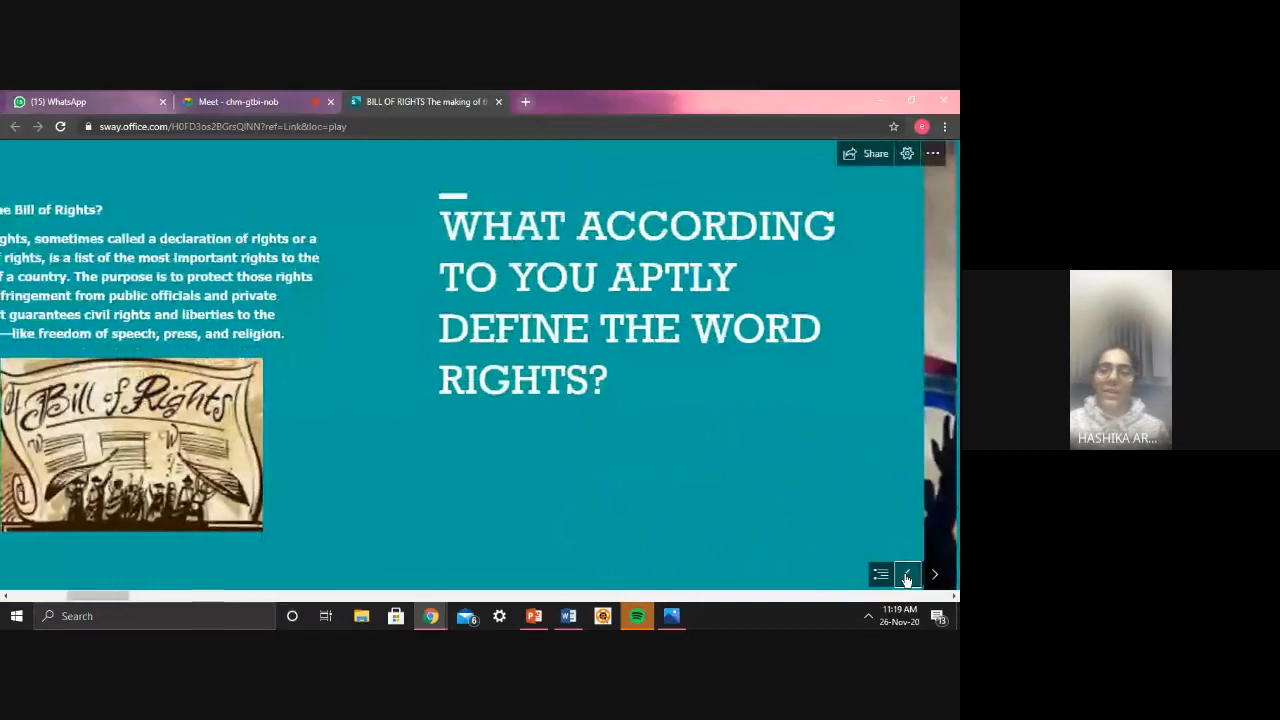 (15) WhatsApp
Meet - chm-gtbi-nob
BILL OF RIGHTS The making of t
sway.office.com/H0FD3os2BGrsQlNN?ref=Link&loc=play
e
Share
e Bill of Rights?
ghts, sometimes called a declaration of rights or a
f rights, is a list of the most important rights to the
f a country. The purpose is to protect those rights
fringement from public officials and private
t guarantees civil rights and liberties to the
—like freedom of speech, press, and religion.
Bill of Rights
WHAT ACCORDING
TO YOU APTLY
DEFINE THE WORD
RIGHTS?
HASHIKA AR...
Search
6
11:19 AM
26-Nov-20
13